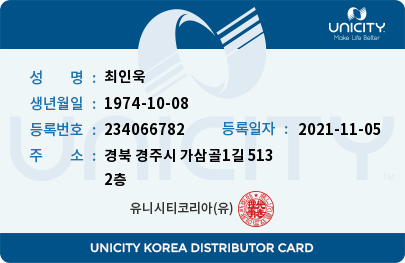 UNICITY
Make Life Better
성 명 : 최인욱
생년월일 : 1974-10-08
등록번호 : 234066782 등록일자 : 2021-11-05
주 소 : 경북 경주시 가삼골1길 513
2층
UNICITY
TM
유니시티코리아(유)
UNICITY KOREA DISTRIBUTOR CARD